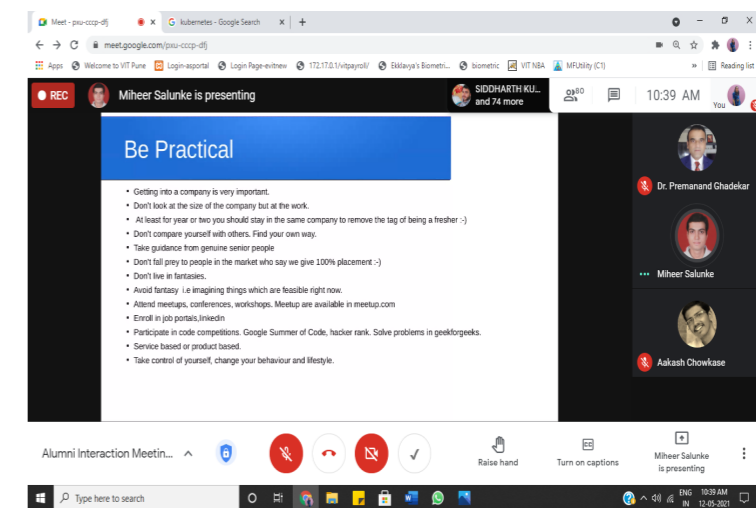 Meet - pxu-cccp-dfj
kubernetes - Google Search
meet.google.com/pxu-cccp-dfj
Apps Welcome to VIT Pune Login-asportal Login Page-evitnew 172.17.0.1/vitpayroll/ Ekklavya's Biometri... biometric VIT NBA MFUtility (C1) » Reading list
REC Miheer Salunke is presenting
SIDDHARTH KU...
and 74 more
80
10:39 AM
You
Be Practical
• Getting into a company is very important.
• Don't look at the size of the company but at the work.
• At least for year or two you should stay in the same company to remove the tag of being a fresher :-)
• Don't compare yourself with others. Find your own way.
• Take guidance from genuine senior people
• Don't fall prey to people in the market who say we give 100% placement :-)
• Don't live in fantasies.
• Avoid fantasy i.e imagining things which are feasible right now.
• Attend meetups, conferences, workshops. Meetup are available in meetup.com
• Enroll in job portals,linkedin
• Participate in code competitions. Google Summer of Code, hacker rank. Solve problems in geekforgeeks.
• Service based or product based.
• Take control of yourself, change your behaviour and lifestyle.
Dr. Premanand Ghadekar
Miheer Salunke
Aakash Chowkase
Alumni Interaction Meetin...
Raise hand
Turn on captions
Miheer Salunke
is presenting
Type here to search
ENG 10:39 AM
IN 12-05-2021